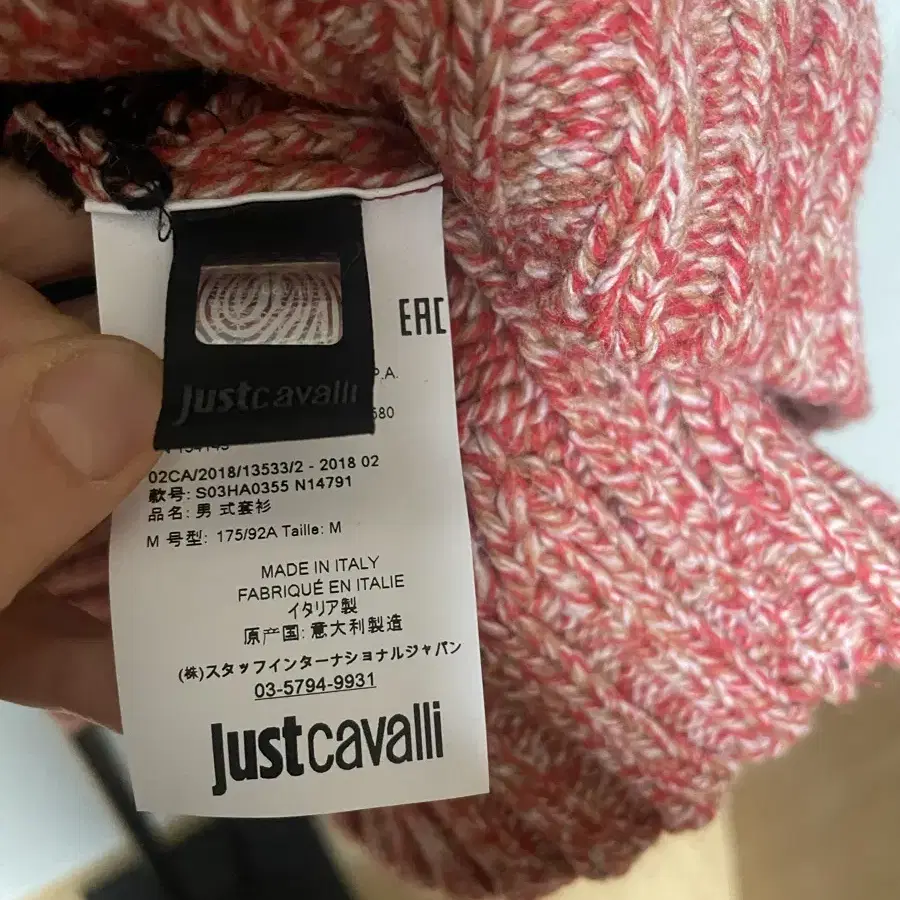 EAC
justcavalli
P.A.
580
02CA/2018/13533/2 - 2018 02
款号: S03HA0355 N14791
品名: 男 式套衫
M 号型: 175/92A Taille: M
MADE IN ITALY
FABRIQUÉ EN ITALIE
イタリア製
原产国: 意大利製造
(株)スタッフインターナショナルジャパン
03-5794-9931
justcavalli